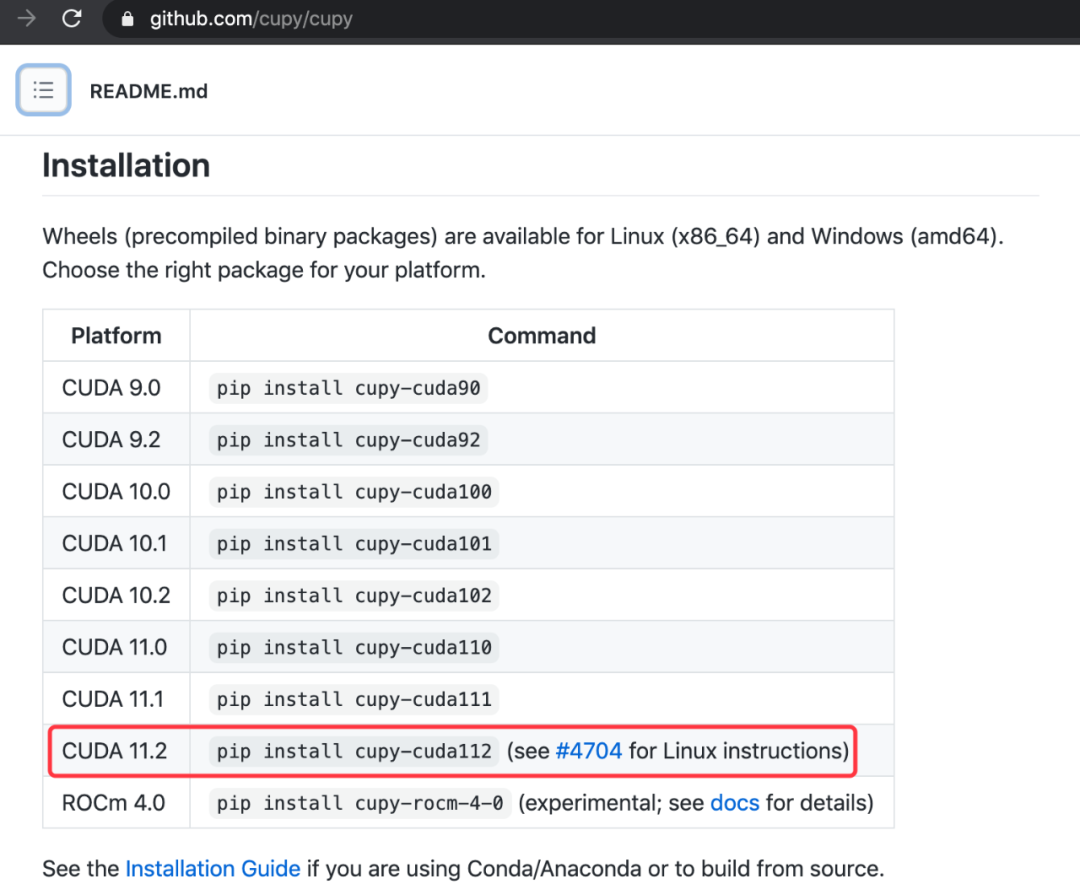 github.com/cupy/cupy
README.md
Installation
Wheels (precompiled binary packages) are available for Linux (x86_64) and Windows (amd64).
Choose the right package for your platform.
Platform Command
CUDA 9.0 pip install cupy-cuda90
CUDA 9.2 pip install cupy-cuda92
CUDA 10.0 pip install cupy-cuda100
CUDA 10.1 pip install cupy-cuda101
CUDA 10.2 pip install cupy-cuda102
CUDA 11.0 pip install cupy-cuda110
CUDA 11.1 pip install cupy-cuda111
CUDA 11.2 pip install cupy-cuda112 (see #4704 for Linux instructions)
ROCm 4.0 pip install cupy-rocm-4-0 (experimental; see docs for details)
See the Installation Guide if you are using Conda/Anaconda or to build from source.